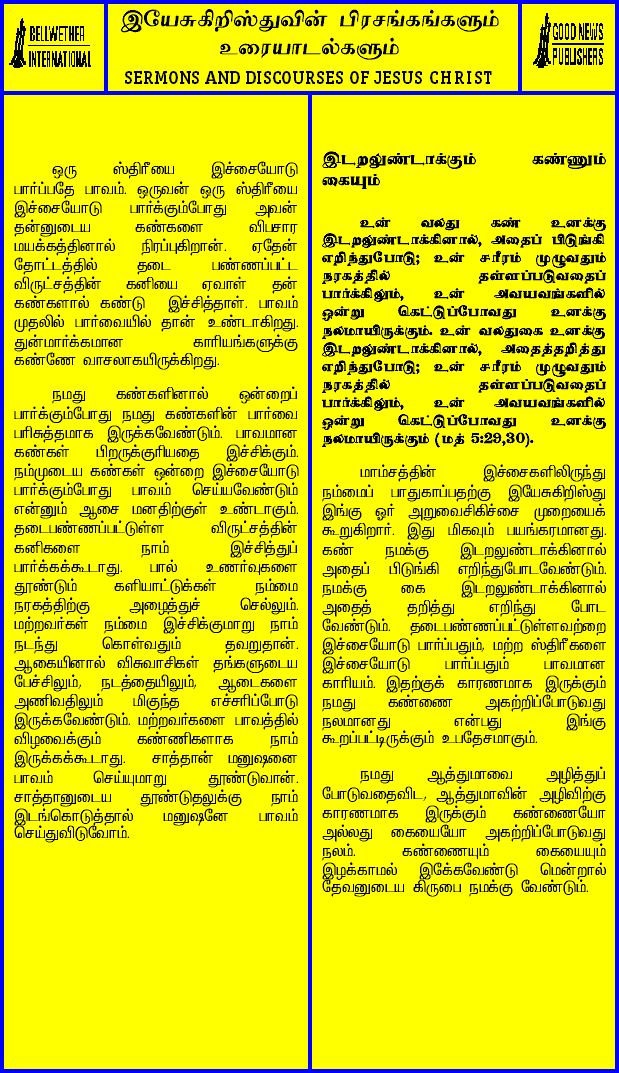 BELLWETHER
INTERNATIONAL
இயேசுகிறிஸ்துவின் பிரசங்கங்களும்
உரையாடல்களும்
SERMONS AND DISCOURSES OF JESUS CHRIST
GOOD NEWS
PUBLISHERS
ஒரு ஸ்திரீயை இச்சையோடு
பார்ப்பதே பாவம். ஒருவன் ஒரு ஸ்திரீயை
இச்சையோடு பார்க்கும்போது அவன்
தன்னுடைய கண்களை விபசார
மயக்கத்தினால் நிரப்புகிறான். ஏதேன்
தோட்டத்தில் தடை பண்ணப்பட்ட
விருட்சத்தின் கனியை ஏவாள் தன்
கண்களால் கண்டு இச்சித்தாள். பாவம்
முதலில் பார்வையில் தான் உண்டாகிறது.
துன்மார்க்கமான காரியங்களுக்கு
கண்ணே வாசலாகயிருக்கிறது.
நமது கண்களினால் ஒன்றைப்
பார்க்கும்போது நமது கண்களின் பார்வை
பரிசுத்தமாக இருக்கவேண்டும். பாவமான
கண்கள் பிறருக்குரியதை இச்சிக்கும்.
நம்முடைய கண்கள் ஒன்றை இச்சையோடு
பார்க்கும்போது பாவம் செய்யவேண்டும்
என்னும் ஆசை மனதிற்குள் உண்டாகும்.
தடைபண்ணப்பட்டுள்ள விருட்சத்தின்
கனிகளை நாம் இச்சித்துப்
பார்க்கக்கூடாது. பால் உணர்வுகளை
தூண்டும் களியாட்டுக்கள் நம்மை
நரகத்திற்கு அழைத்துச் செல்லும்.
மற்றவர்கள் நம்மை இச்சிக்குமாறு நாம்
நடந்து கொள்வதும் தவறுதான்.
ஆகையினால் விசுவாசிகள் தங்களுடைய
பேச்சிலும், நடத்தையிலும், ஆடைகளை
அணிவதிலும் மிகுந்த எச்சரிப்போடு
இருக்கவேண்டும். மற்றவர்களை பாவத்தில்
விழவைக்கும் கண்ணிகளாக நாம்
இருக்கக்கூடாது. சாத்தான் மனுஷனை
பாவம் செய்யுமாறு தூண்டுவான்.
சாத்தானுடைய தூண்டுதலுக்கு நாம்
இடங்கொடுத்தால் மனுஷனே பாவம்
செய்துவிடுவோம்.
இடறலுண்டாக்கும் கண்ணும்
கையும்
உன் வலது கண் உனக்கு
இடறலுண்டாக்கினால், அதைப் பிடுங்கி
எறிந்துபோடு; உன் சரீரம் முழுவதும்
நரகத்தில் தள்ளப்படுவதைப்
பார்க்கிலும், உன் அவயவங்களில்
ஒன்று கெட்டுப்போவது உனக்கு
நலமாயிருக்கும். உன் வலதுகை உனக்கு
இடறலுண்டாக்கினால், அதைத்தறித்து
எறிந்துபோடு; உன் சரீரம் முழுவதும்
நரகத்தில் தள்ளப்படுவதைப்
பார்க்கிலும், உன் அவயவங்களில்
ஒன்று கெட்டுப்போவது உனக்கு
நலமாயிருக்கும் (மத் 5:29,30).
மாம்சத்தின் இச்சைகளிலிருந்து
நம்மைப் பாதுகாப்பதற்கு இயேசுகிறிஸ்து
இங்கு ஓர் அறுவைசிகிச்சை முறையைக்
கூறுகிறார். இது மிகவும் பயங்கரமானது.
கண் நமக்கு இடறலுண்டாக்கினால்
அதைப் பிடுங்கி எறிந்துபோடவேண்டும்.
நமக்கு கை இடறலுண்டாக்கினால்
அதைத் தறித்து எறிந்து போட
வேண்டும். தடைபண்ணப்பட்டுள்ளவற்றை
இச்சையோடு பார்ப்பதும், மற்ற ஸ்திரீகளை
இச்சையோடு பார்ப்பதும் பாவமான
காரியம். இதற்குக் காரணமாக இருக்கும்
நமது கண்ணை அகற்றிப்போடுவது
நலமானது என்பது இங்கு
கூறப்பட்டிருக்கும் உபதேசமாகும்.
நமது ஆத்துமாவை அழித்துப்
போடுவதைவிட, ஆத்துமாவின் அழிவிற்கு
காரணமாக இருக்கும் கண்ணையோ
அல்லது கையையோ அகற்றிப்போடுவது
நலம். கண்ணையும் கையையும்
இழக்காமல் இக்கேவேண்டு மென்றால்
தேவனுடைய கிருபை நமக்கு வேண்டும்.